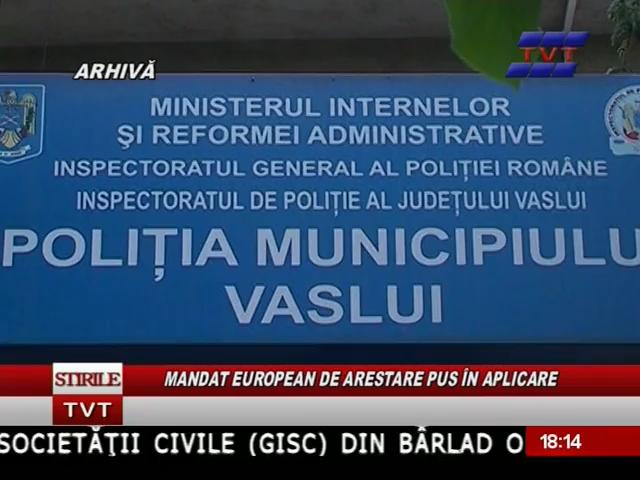 ARHIVĂ
TVT
MINISTERUL INTERNELOR
ŞI REFORMEI ADMINISTRATIVE
INSPECTORATUL GENERAL AL POLIŢIEI ROMÂNE
INSPECTORATUL DE POLIŢIE AL JUDEŢULUI VASLUI
POLIŢIA MUNICIPIULU
VASLUI
STIRILE
TVT
MANDAT EUROPEAN DE ARESTARE PUS ÎN APLICARE
SOCIETĂŢII CIVILE (GISC) DIN BÂRLAD O
18:14